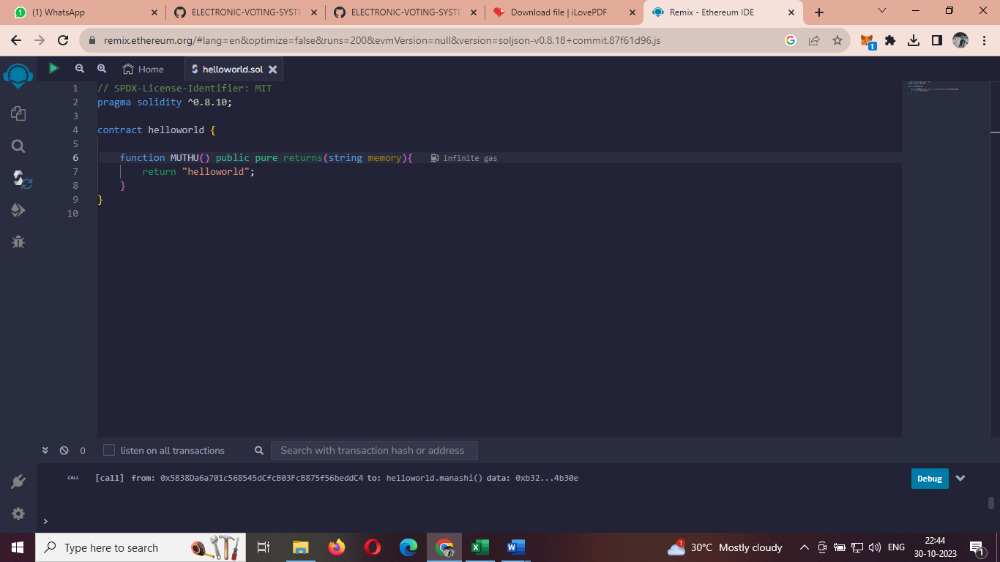 (1) WhatsApp
ELECTRONIC-VOTING-SYSTE
ELECTRONIC-VOTING-SYSTE
Download file | iLovePDF
Remix - Ethereum IDE
remix.ethereum.org/#lang=en&optimize=false&runs=200&evmVersion=null&version=soljson-v0.8.18+commit.87f61d96.js
1
Home
helloworld.sol
1 // SPDX-License-Identifier: MIT
2 pragma solidity ^0.8.10;
3
4 contract helloworld {
5
6 function MUTHU() public pure returns(string memory){ infinite gas
7 return "helloworld";
8 }
9 }
10
0
listen on all transactions
Search with transaction hash or address
CALL [call] from: 0x5B38Da6a701c568545dCfcB03FcB875f56beddC4 to: helloworld.manashi() data: 0xb32...4b30e
Debug
>
Type here to search
1
30°C Mostly cloudy
ENG
22:44
30-10-2023
1